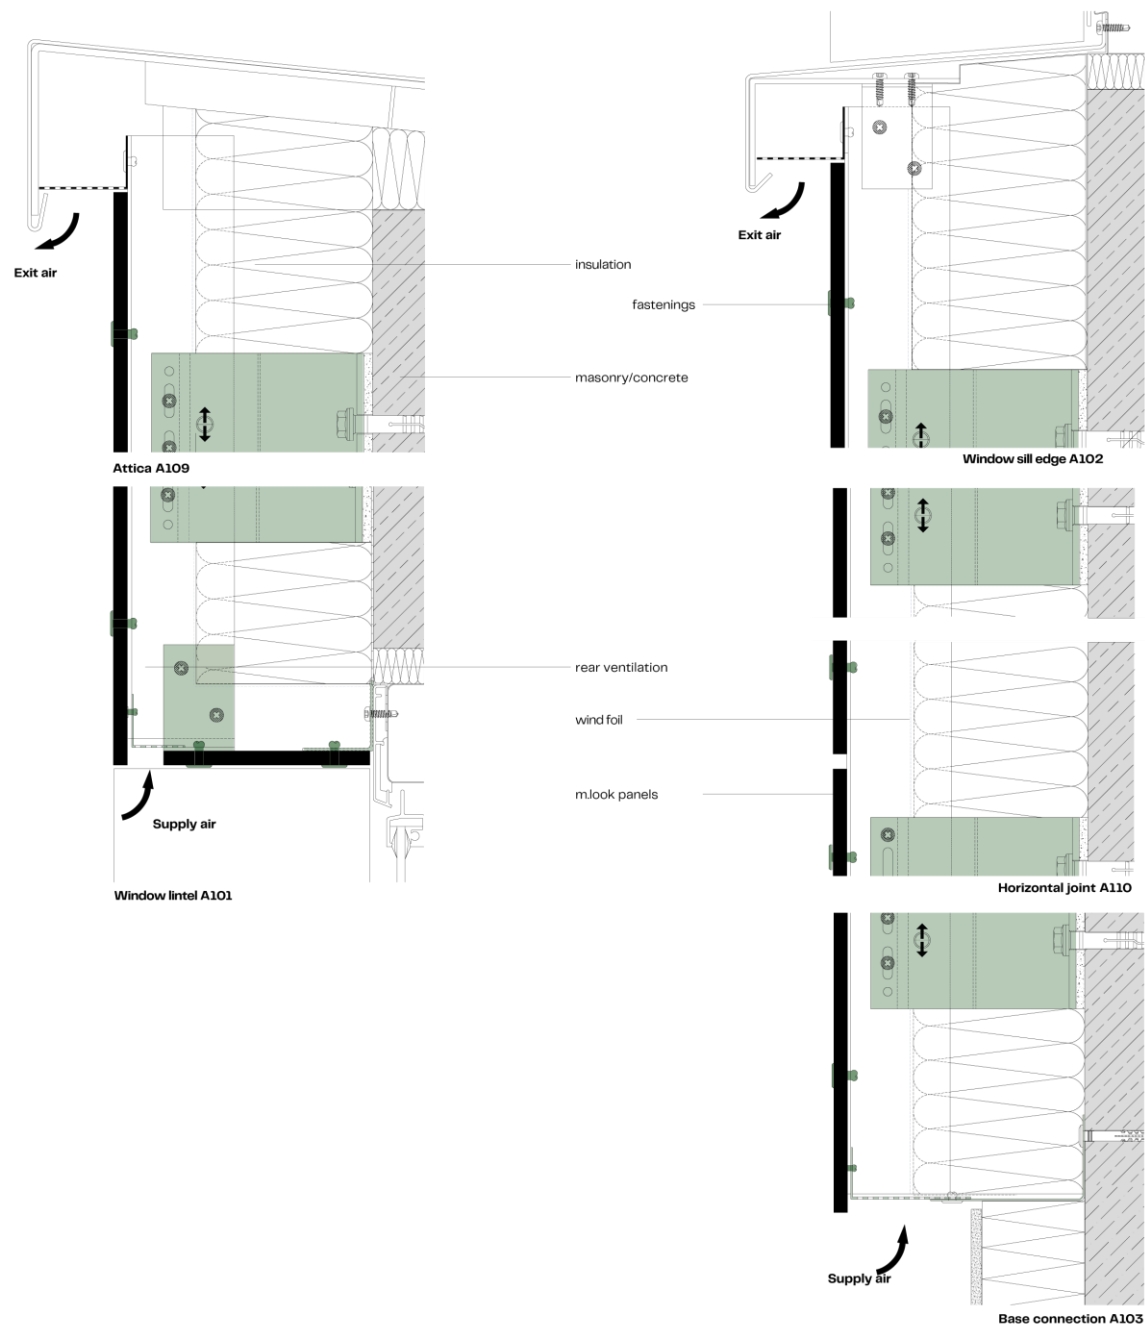 Exit air
Exit air
insulation
fastenings
masonry/concrete
Attica A109
Window sill edge A102
rear ventilation
wind foil
m.look panels
Supply air
Window lintel A101
Horizontal joint A110
Supply air
Base connection A103